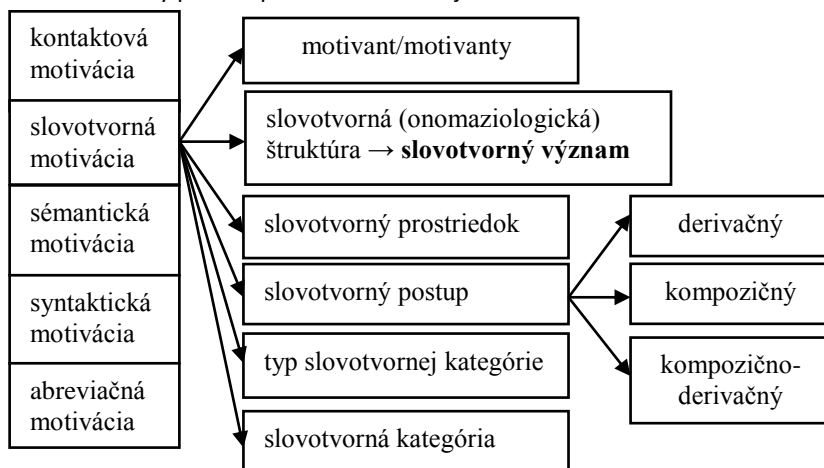 kontaktová
motivácia
slovotvorná
motivácia
sémantická
motivácia
syntaktická
motivácia
abreviačná
motivácia
motivant/motivanty
slovotvorná (onomaziologická)
štruktúra → slovotvorný význam
slovotvorný prostriedok
slovotvorný postup
typ slovotvornej kategórie
slovotvorná kategória
derivačný
kompozičný
kompozično-
derivačný